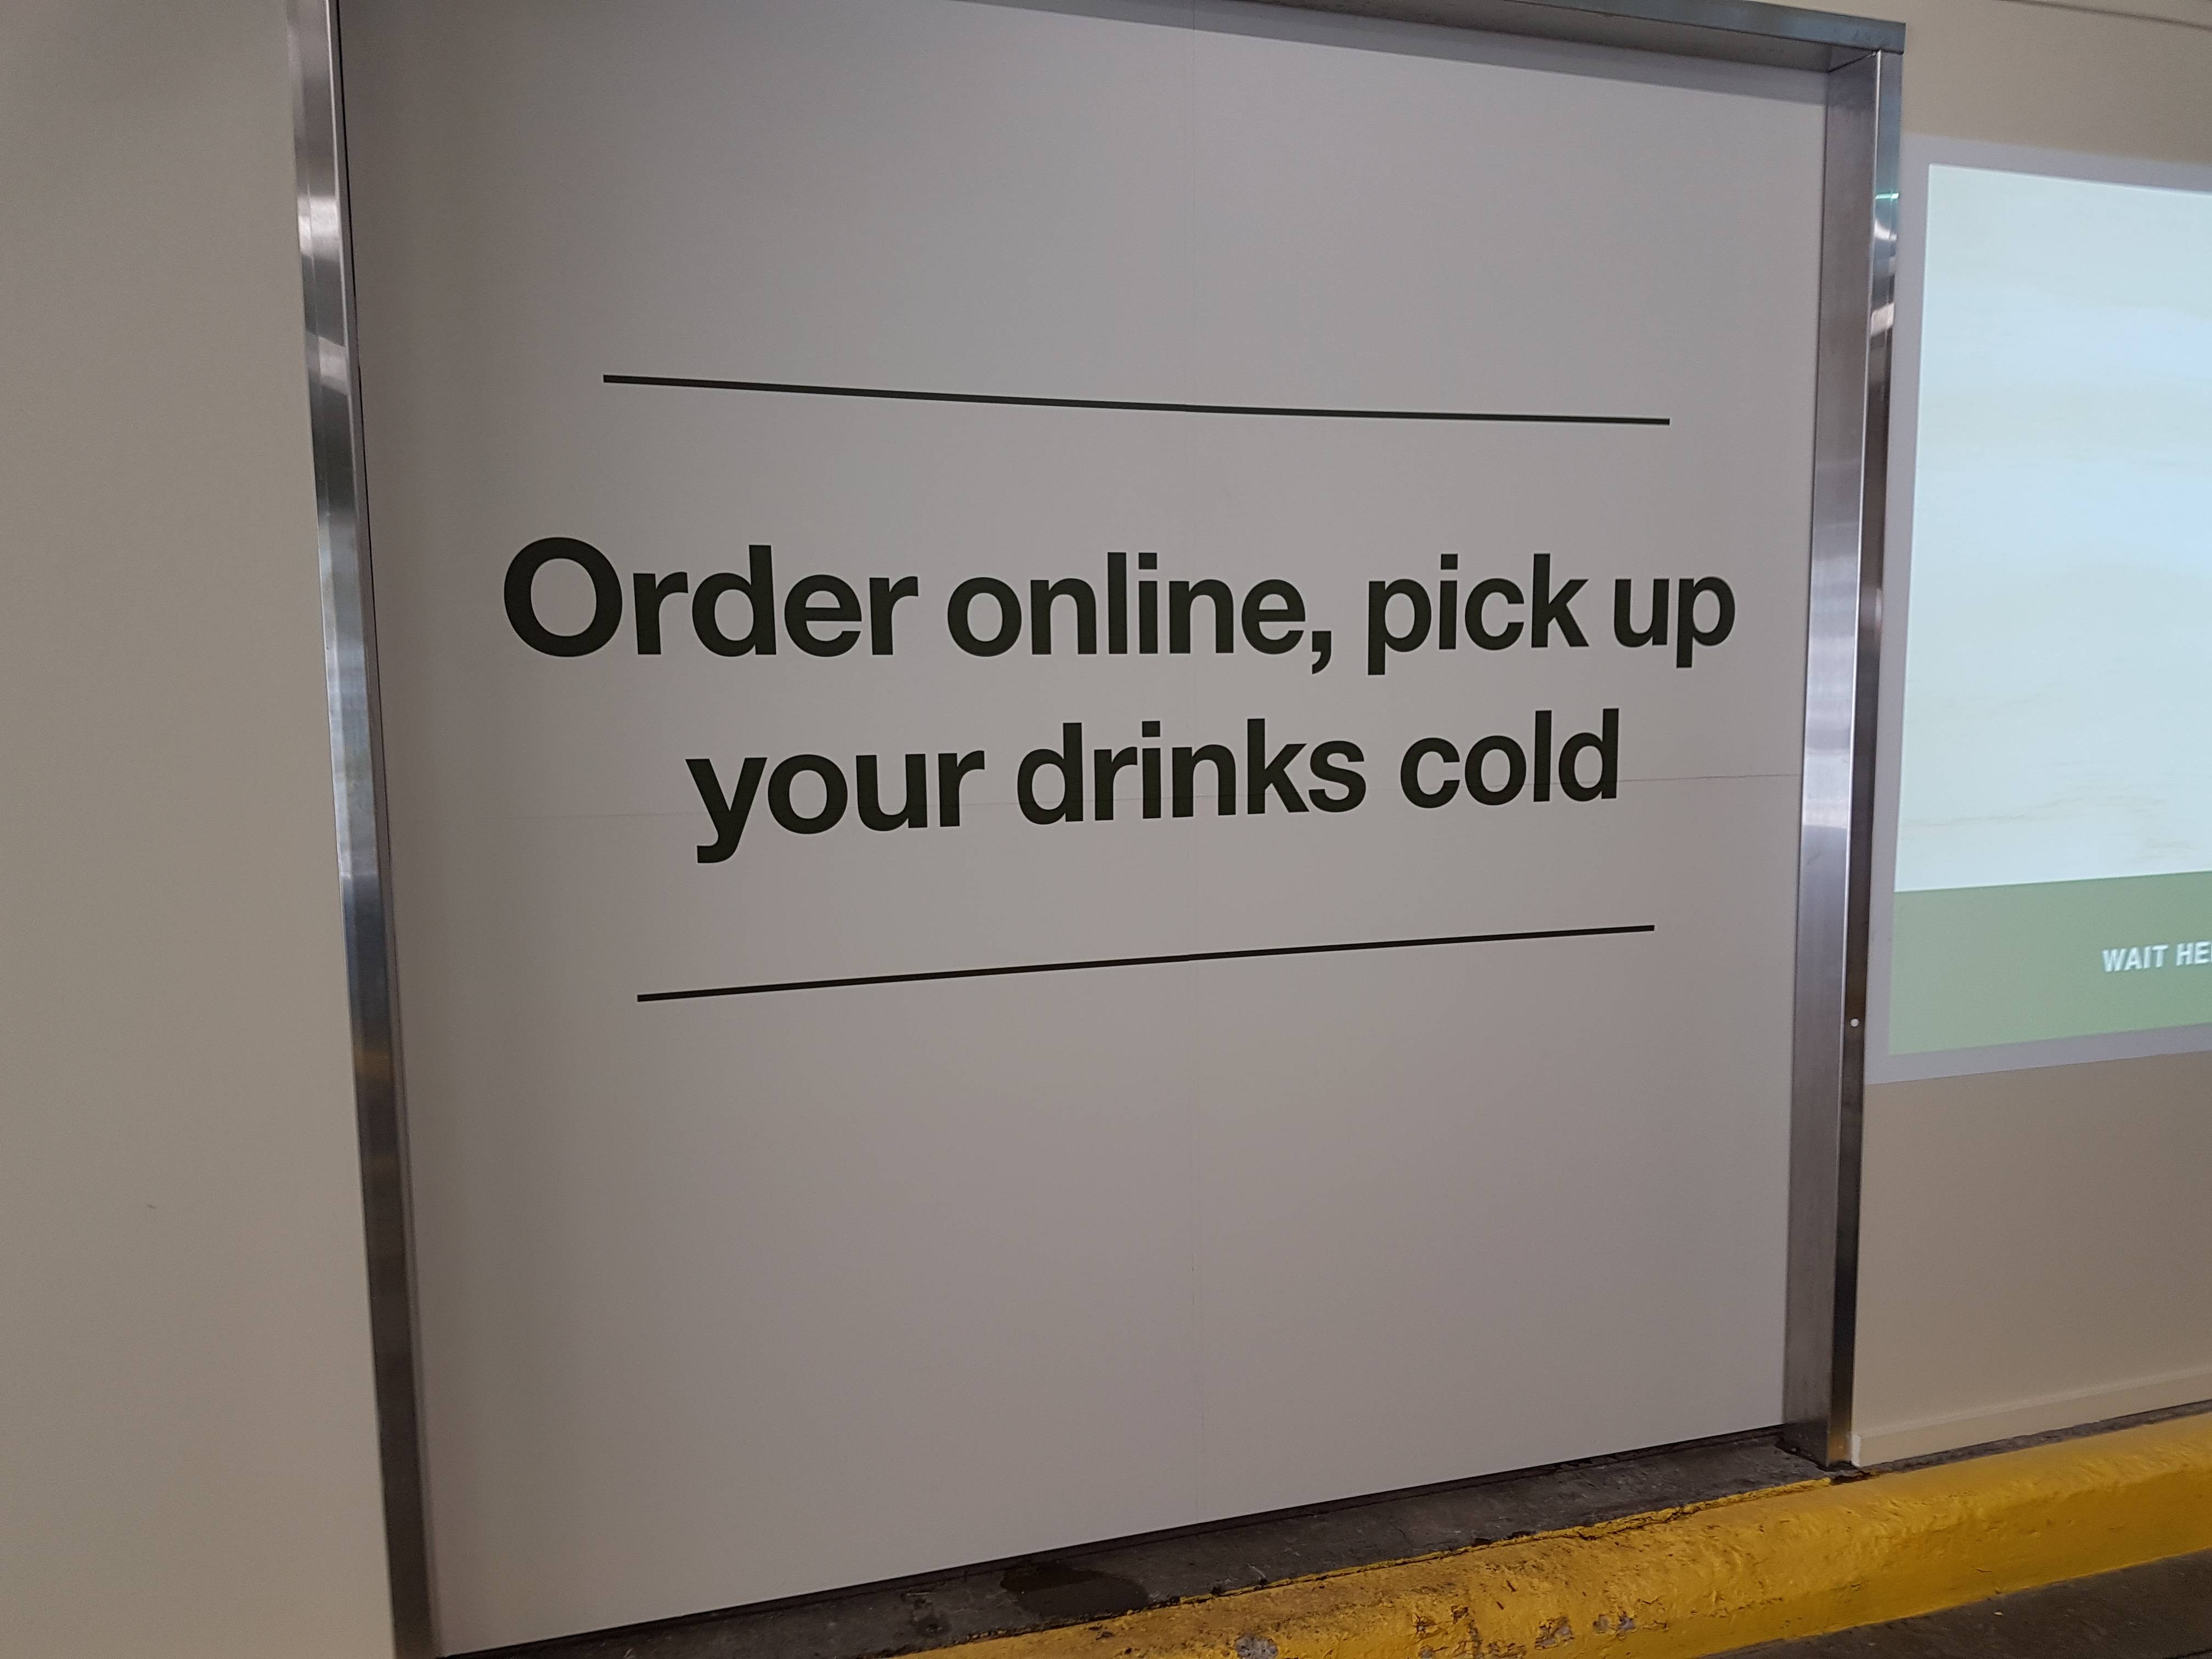 Order online, pick up
your drinks cold
WAIT